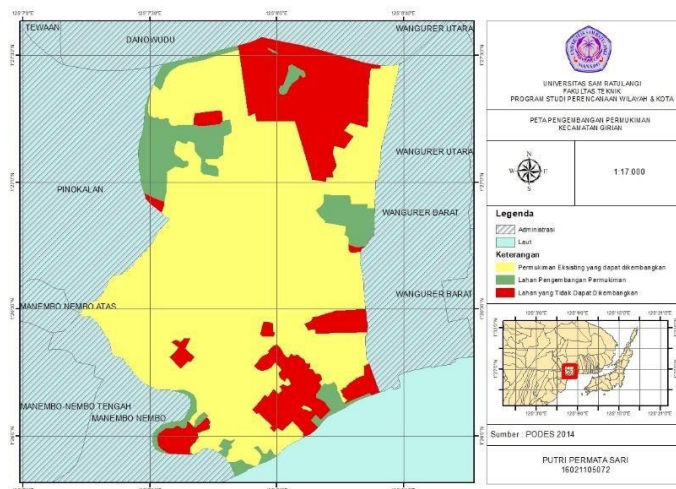 TEWAAN
DANOWUDU
WANGURER UTARA
WANGURER UTARA
PINOKALAN
WANGURER BARAT
WANGURER BARAT
MANEMBO NEMBO ATAS
MANEMBO-NEMBO TENGAH
MANEMBO NEMBO
UNIVERSITAS SAM RATULANGI
FAKULTAS TEKNIK
PROGRAM STUDI PERENCANAAN WILAYAH & KOTA
PETA PENGEMBANGAN PERMUKIMAN
KECAMATAN GIRIAN
N
W
E
S
1:17.000
Legenda
Administrasi
Laut
Keterangan
Permukiman Eksisting yang dapat dikembangkan
Lahan Pengembangan Permukiman
Lahan yang Tidak Dapat Dikembangkan
Sumber : PODES 2014
PUTRI PERMATA SARI
16021105072